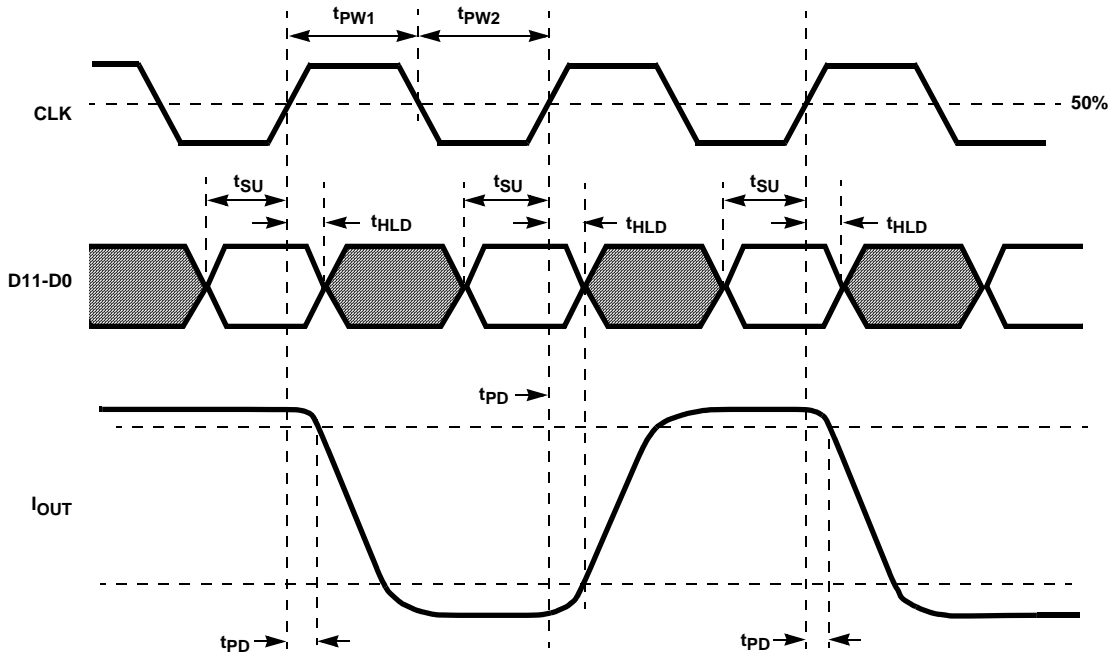 tPW1 tPW2
CLK
50%
tSU tSU tSU
tHLD tHLD tHLD
D11-D0
tPD
IOUT
tPD tPD